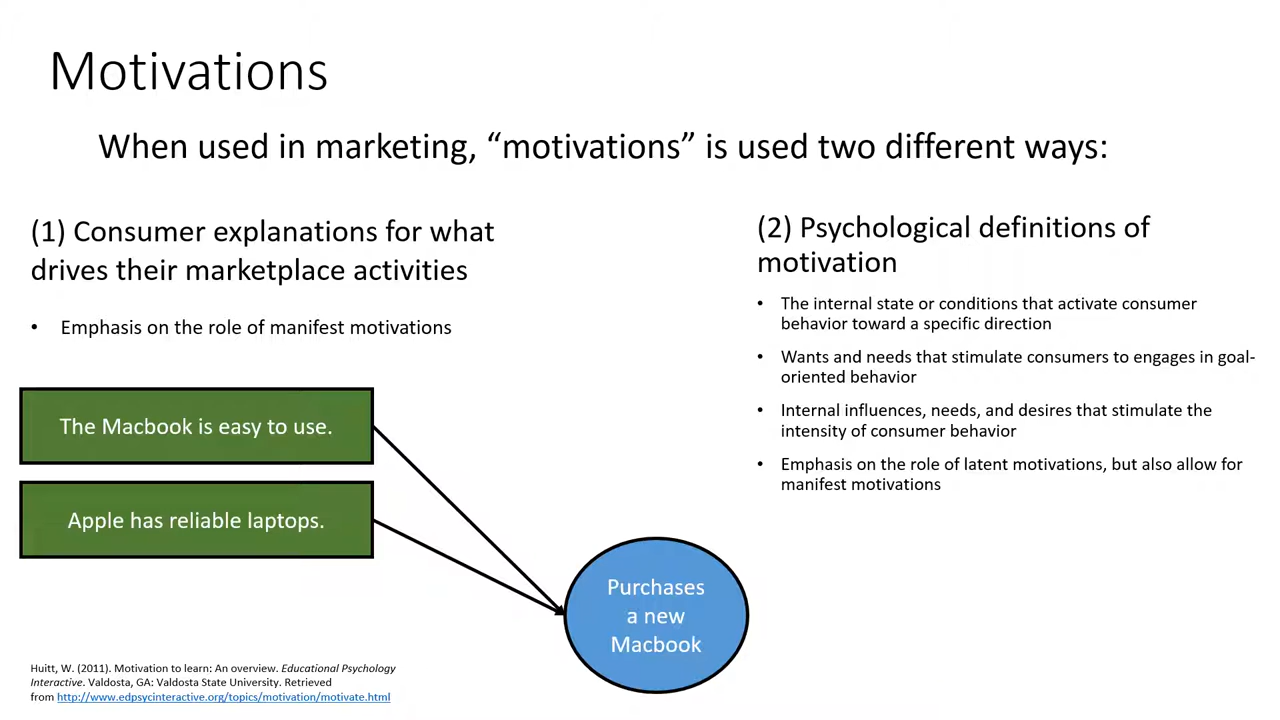 Motivations
When used in marketing, “motivations” is used two different ways:
(1) Consumer explanations for what
drives their marketplace activities
• Emphasis on the role of manifest motivations
The Macbook is easy to use.
Apple has reliable laptops.
Purchases
a new
Macbook
(2) Psychological definitions of
motivation
• The internal state or conditions that activate consumer
behavior toward a specific direction
• Wants and needs that stimulate consumers to engages in goal-
oriented behavior
• Internal influences, needs, and desires that stimulate the
intensity of consumer behavior
• Emphasis on the role of latent motivations, but also allow for
manifest motivations
Huitt, W. (2011). Motivation to learn: An overview. Educational Psychology
Interactive. Valdosta, GA: Valdosta State University. Retrieved
from http://www.edpsycinteractive.org/topics/motivation/motivate.html